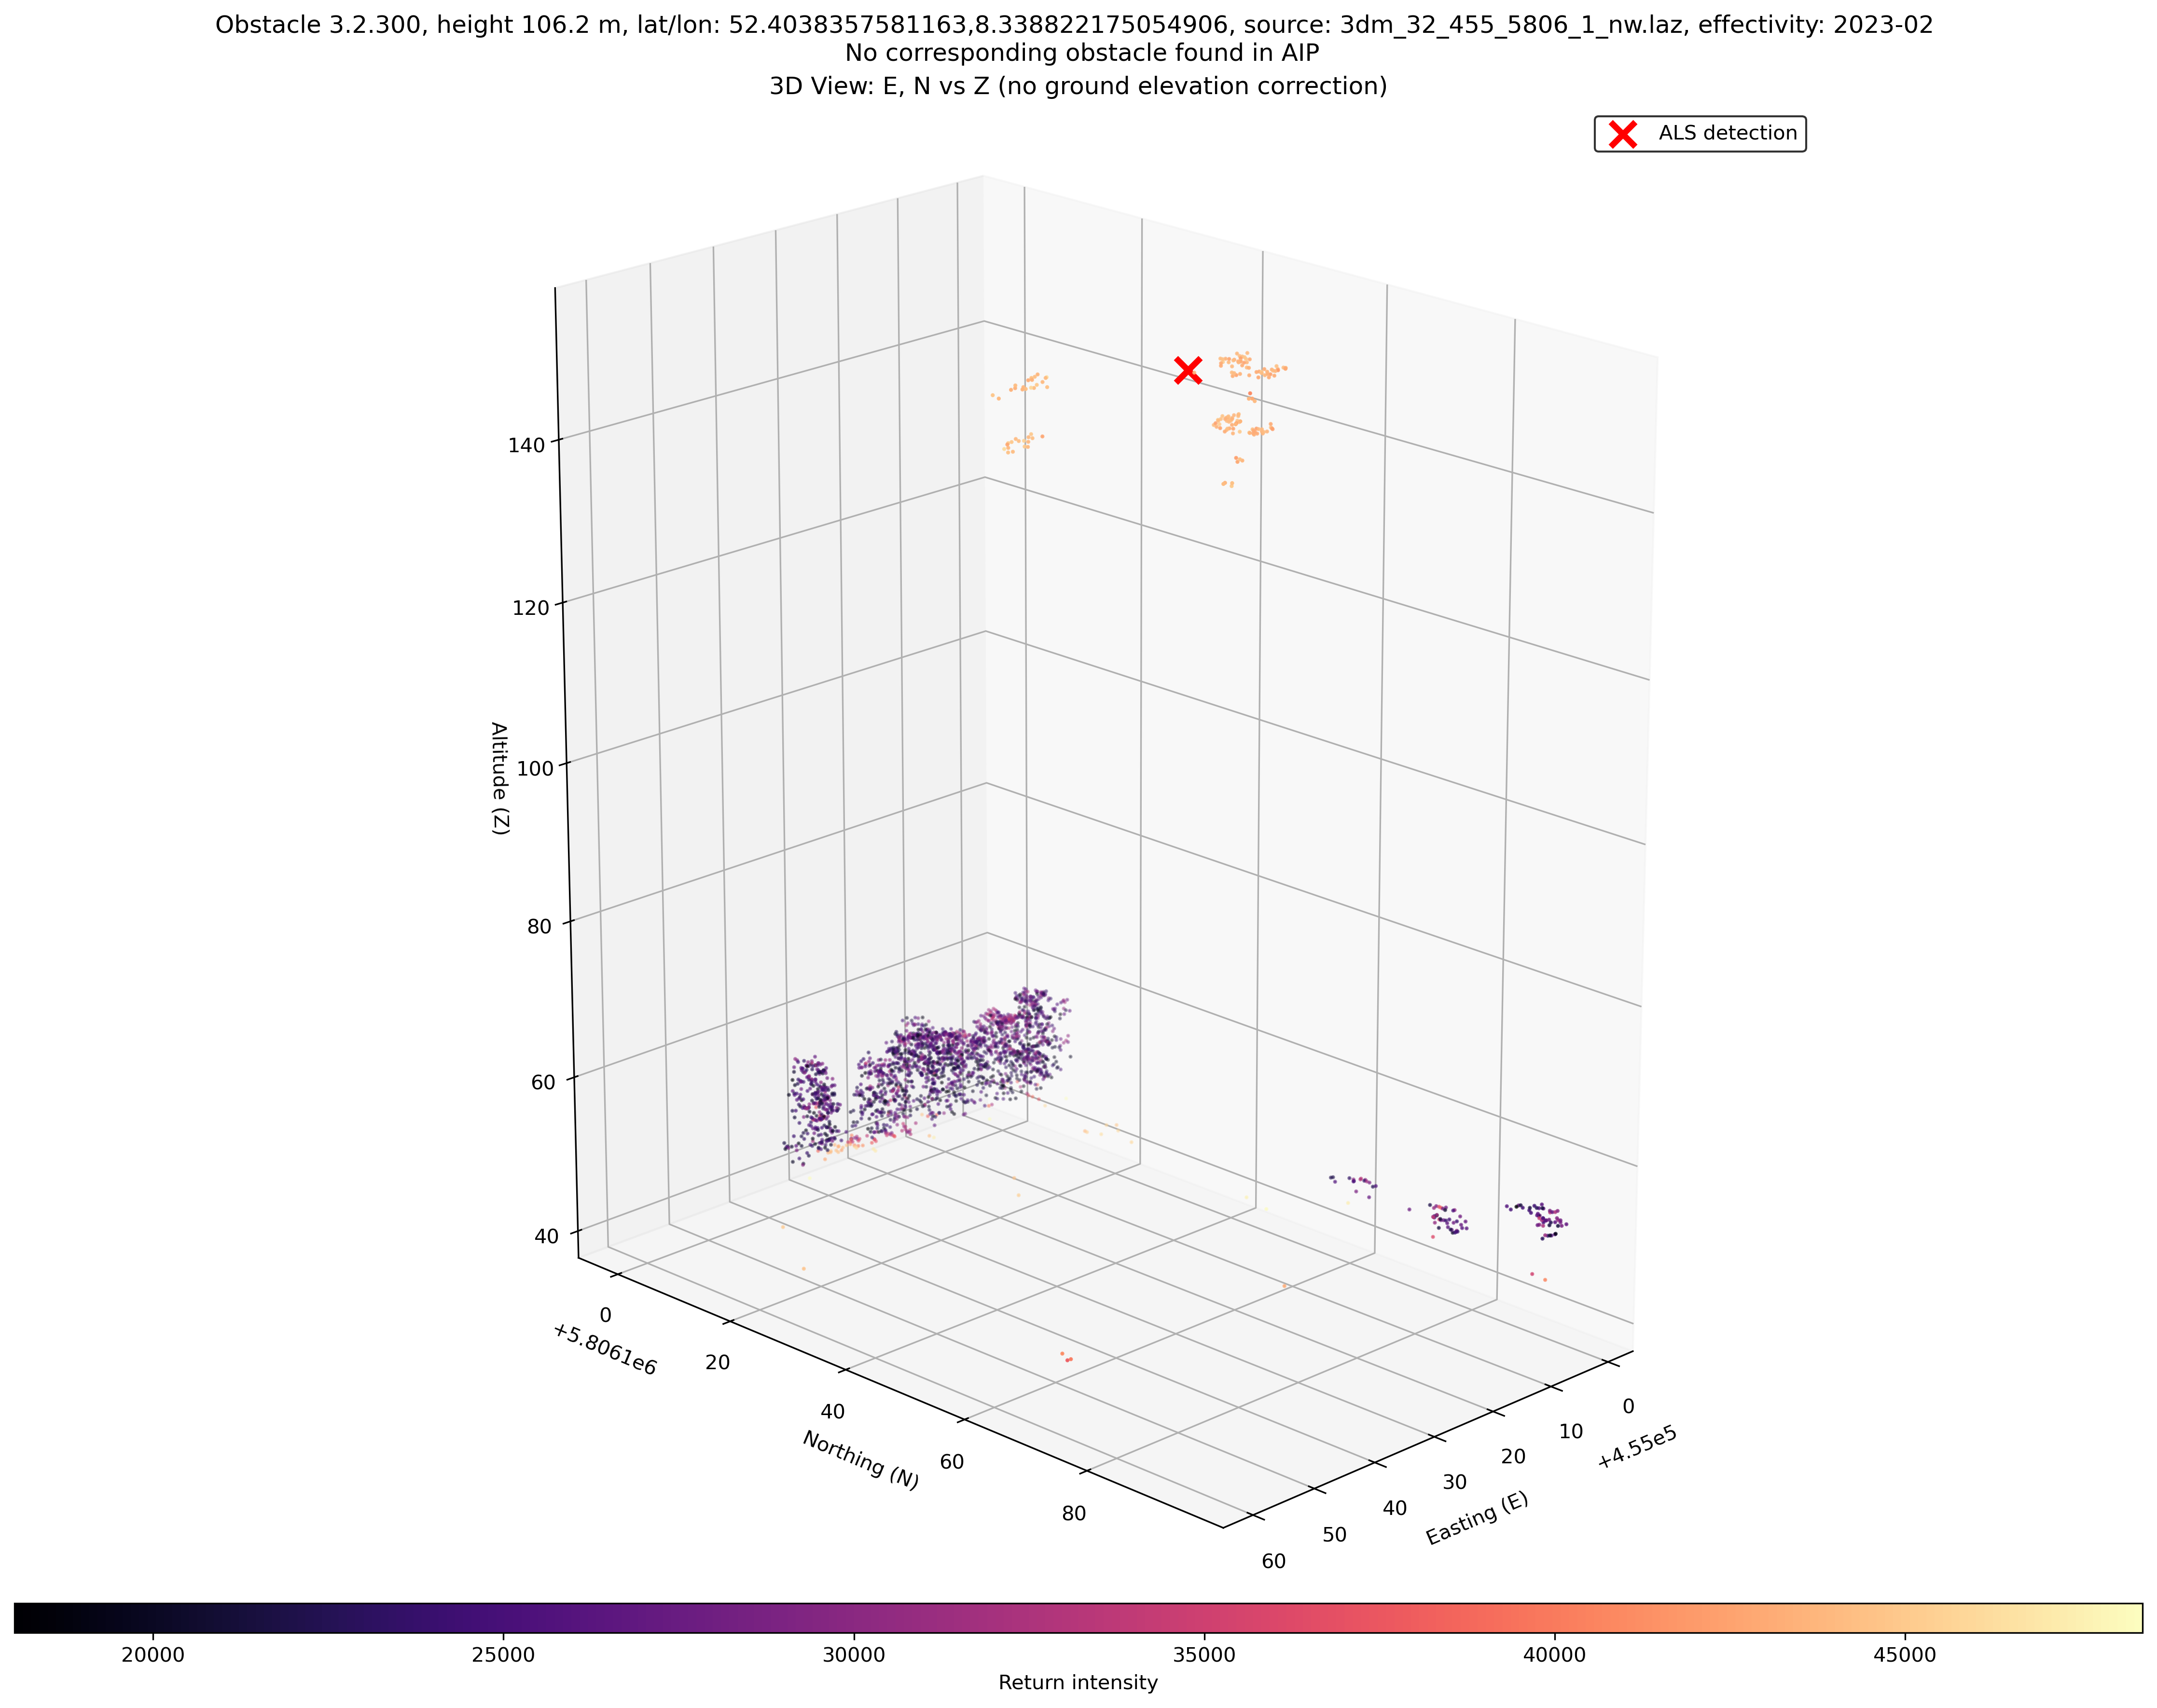 Obstacle 3.2.300, height 106.2 m, lat/lon: 52.4038357581163,8.338822175054906, source: 3dm_32_455_5806_1_nw.laz, effectivity: 2023-02
No corresponding obstacle found in AIP
3D View: E, N vs Z (no ground elevation correction)
ALS detection
140
120
100
80
60
40
Altitude (Z)
0
20
40
60
80
+5.8061e6
Northing (N)
0
10
20
30
40
50
60
+4.55e5
Easting (E)
20000
25000
30000
35000
40000
45000
Return intensity